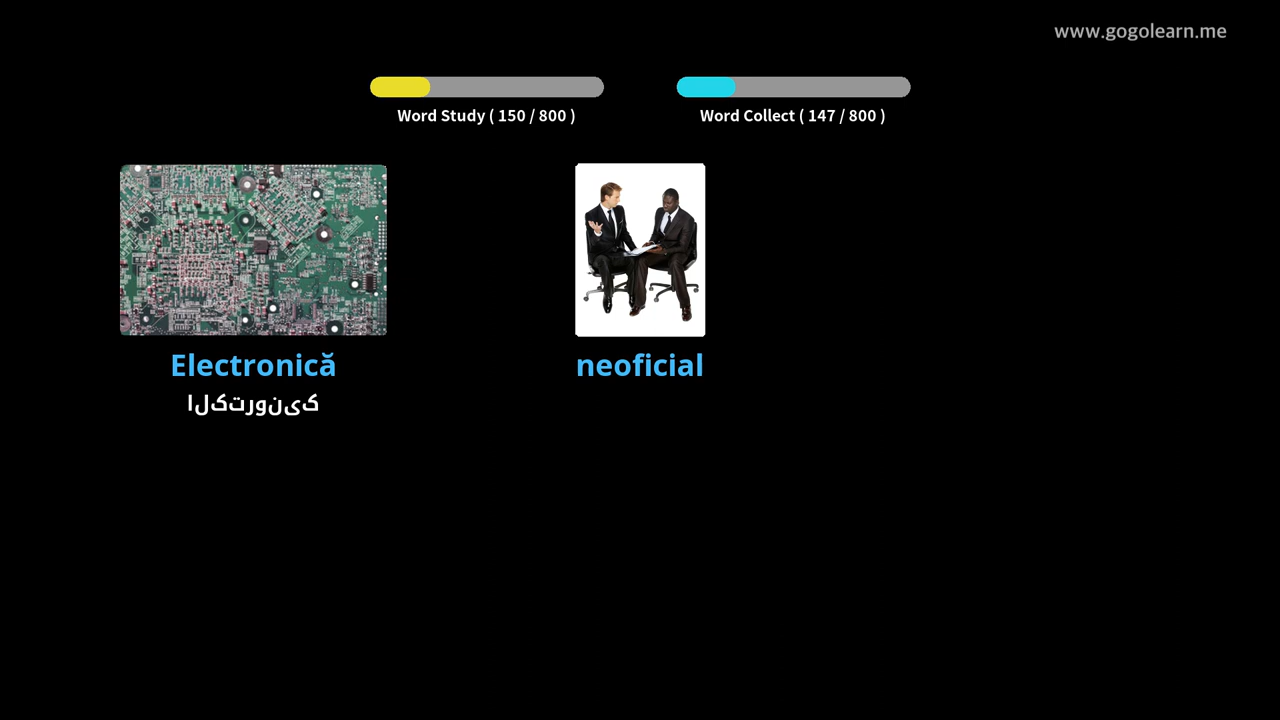 www.gogolearn.me
Word Study ( 150 / 800 )
Word Collect ( 147 / 800 )
Electronică
الکترونیک
neoficial